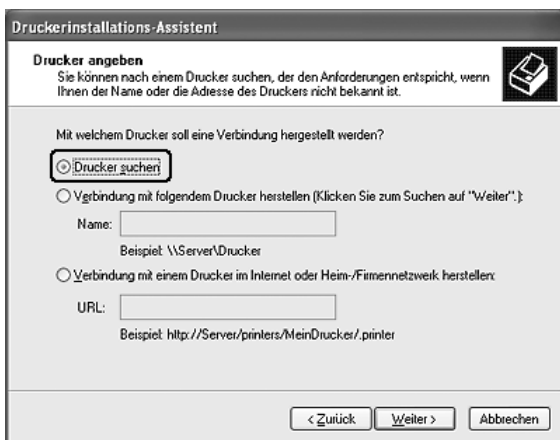 Druckerinstallations-Assistent
Drucker angeben
Sie können nach einem Drucker suchen, der den Anforderungen entspricht, wenn
Ihnen der Name oder die Adresse des Druckers nicht bekannt ist.
Mit welchem Drucker soll eine Verbindung hergestellt werden?
Drucker suchen
Verbindung mit folgendem Drucker herstellen (Klicken Sie zum Suchen auf "Weiter".):
Name:
Beispiel: \\Server\Drucker
Verbindung mit einem Drucker im Internet oder Heim-/Firmennetzwerk herstellen:
URL:
Beispiel: http://Server/printers/MeinDrucker/.printer
< Zurück Weiter > Abbrechen